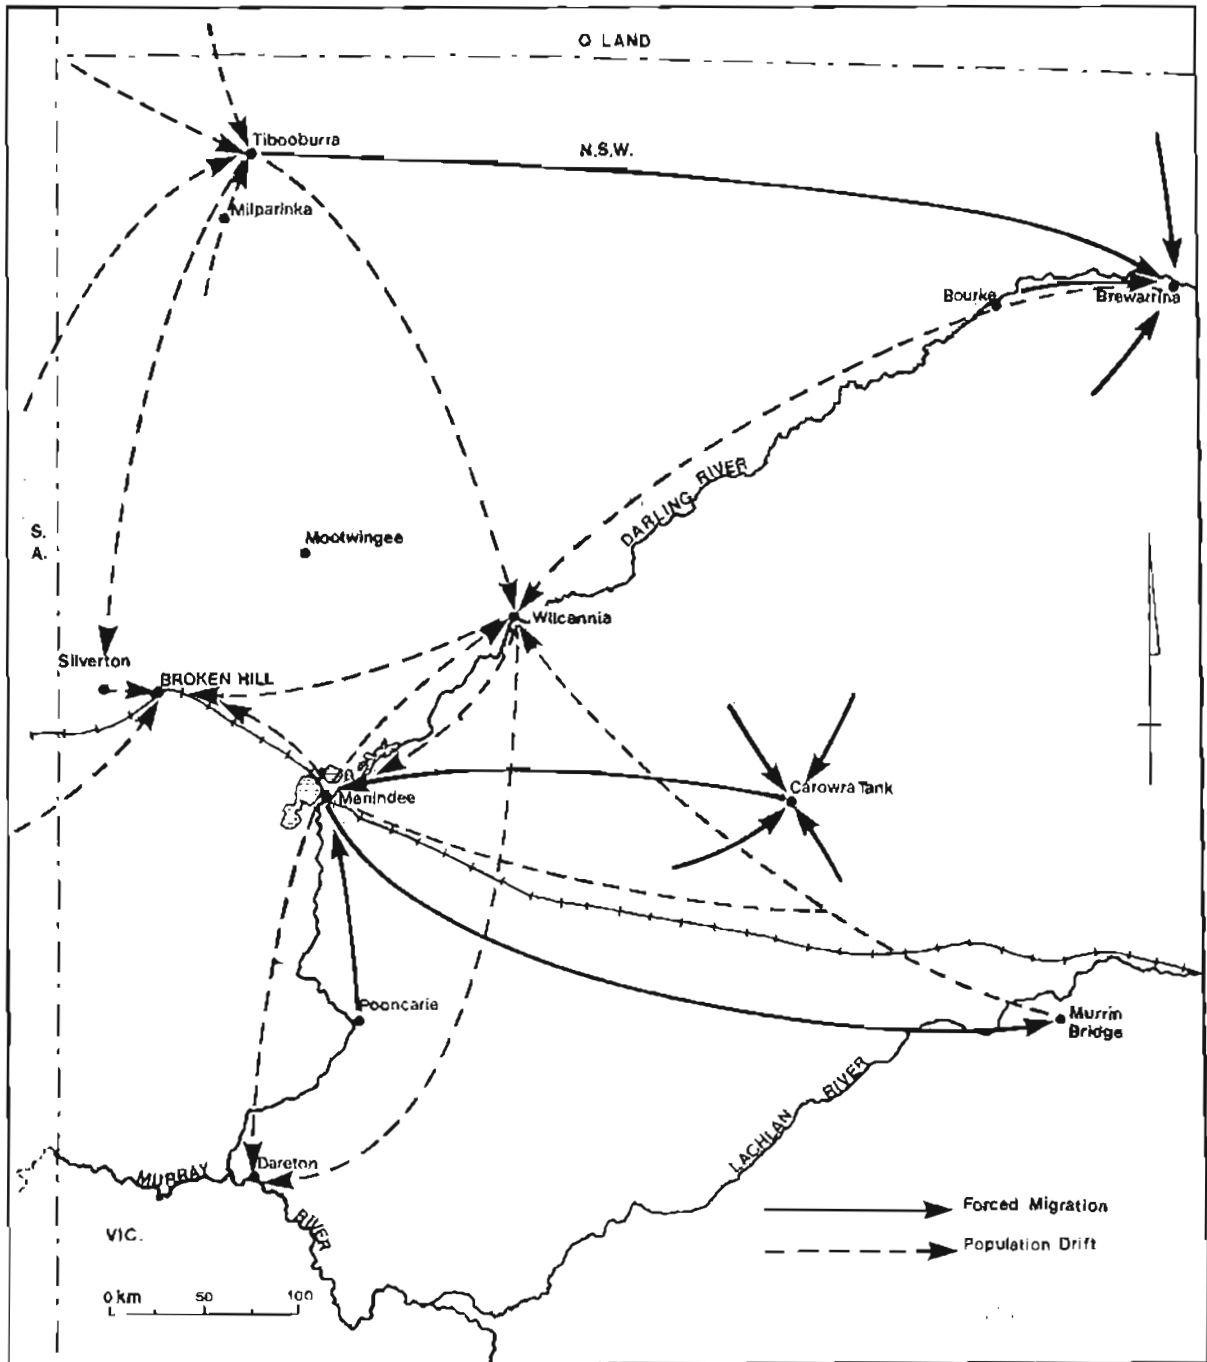 Q LAND
Tibooburra
N.S.W.
Milparinka
Bourke
Brewarrina
DARLING RIVER
S.
A.
Mootwingee
Wilcannia
Silverton
BROKEN HILL
Carowra Tank
Menindee
Pooncarie
Murrin
Bridge
LACHLAN RIVER
Dareton
MURRAY RIVER
VIC.
Forced Migration
Population Drift
0 km 50 100